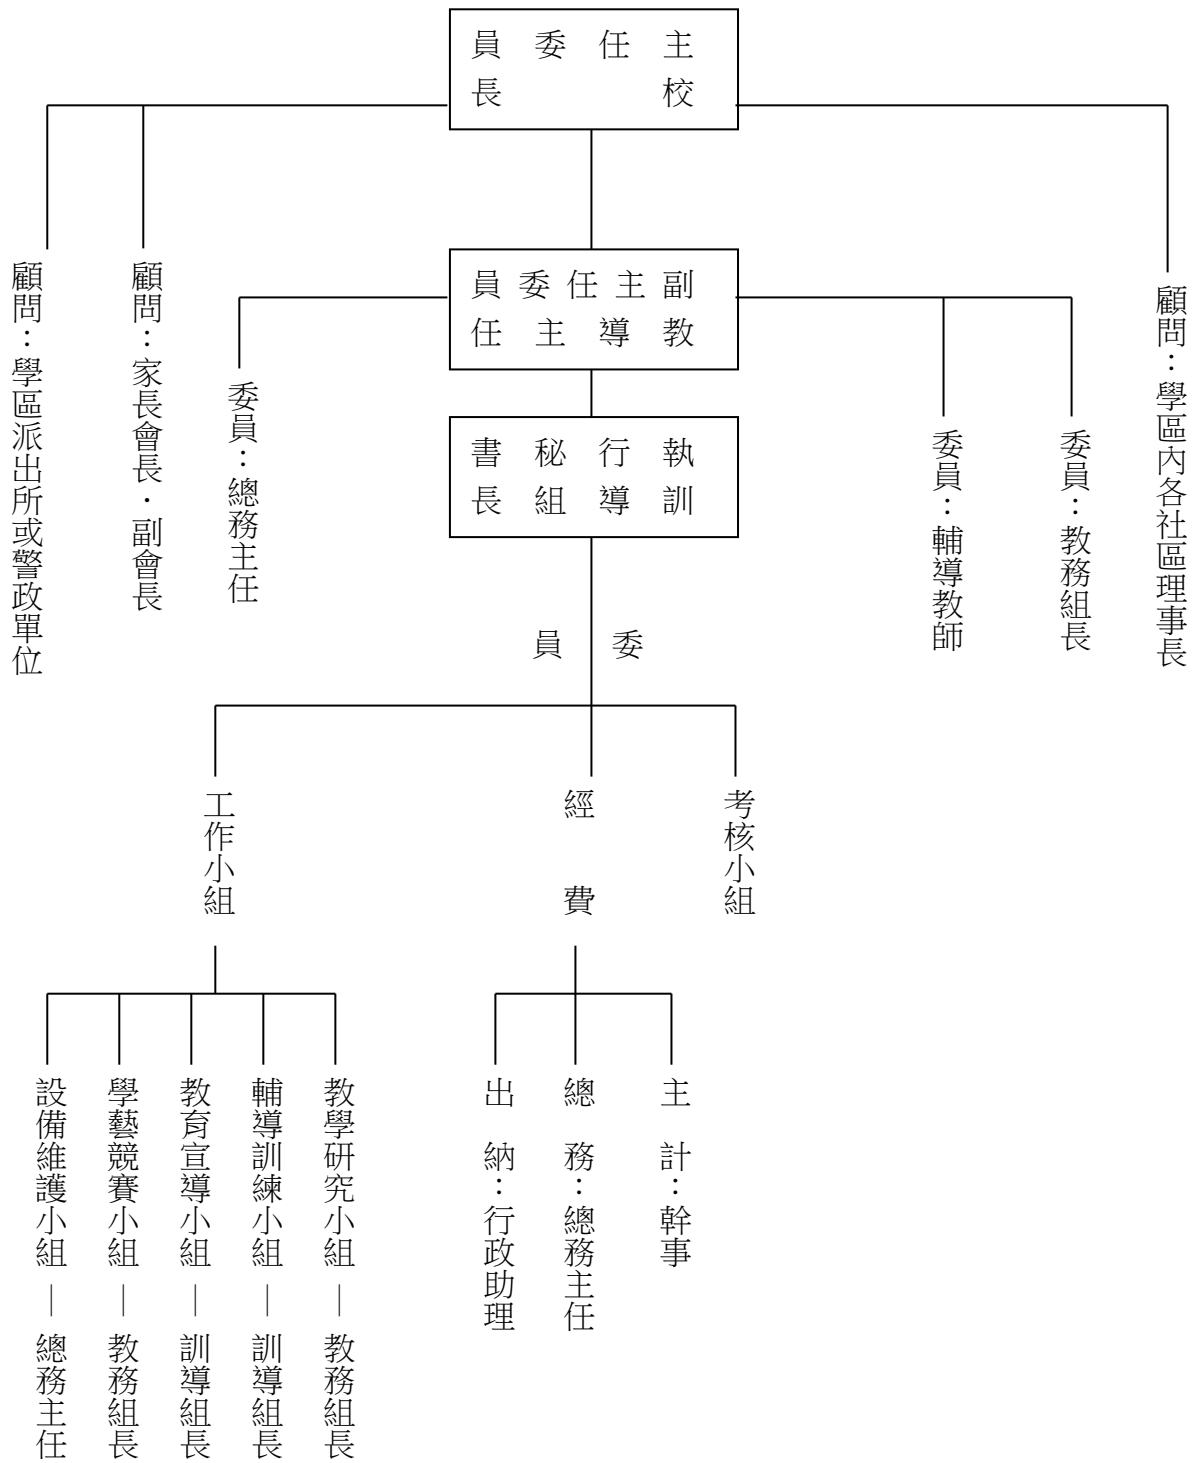 主任委員
校長
副主任委員
教導主任
執行秘書
訓導組長
顧問：學區內各社區理事長
委員：教務組長
委員：輔導教師
委員：總務主任
顧問：家長會長．副會長
顧問：學區派出所或警政單位
委員
考核小組
經費
工作小組
主計：幹事
總務：總務主任
出納：行政助理
教學研究小組｜教務組長
輔導訓練小組｜訓導組長
教育宣導小組｜訓導組長
學藝競賽小組｜教務組長
設備維護小組｜總務主任